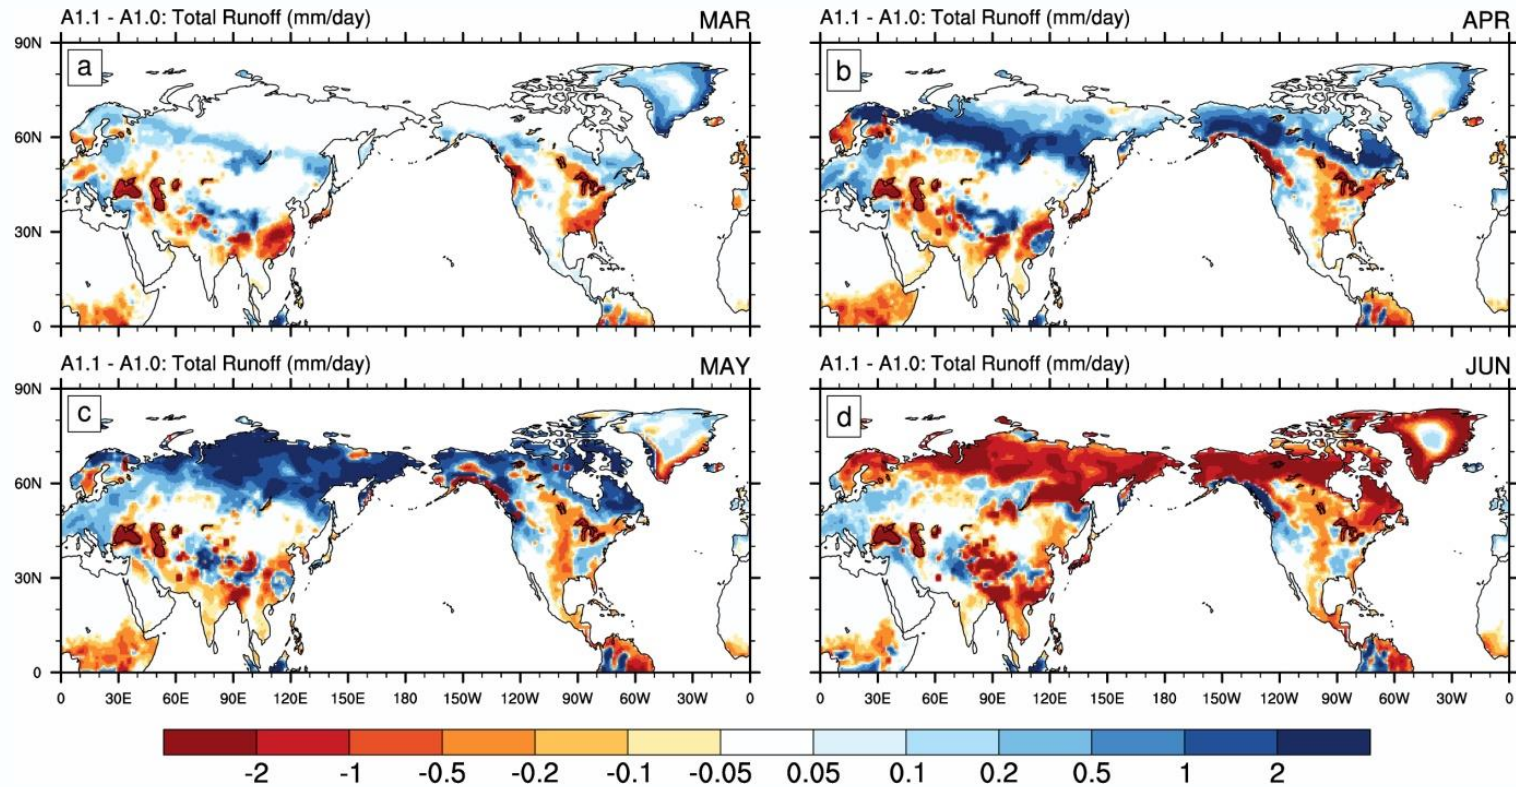 A1.1 - A1.0: Total Runoff (mm/day) MAR
A1.1 - A1.0: Total Runoff (mm/day) APR
90N
a
b
60N
30N
0
A1.1 - A1.0: Total Runoff (mm/day) MAY
A1.1 - A1.0: Total Runoff (mm/day) JUN
90N
c
d
60N
30N
0
0 30E 60E 90E 120E 150E 180 150W 120W 90W 60W 30W 0
0 30E 60E 90E 120E 150E 180 150W 120W 90W 60W 30W 0
-2 -1 -0.5 -0.2 -0.1 -0.05 0.05 0.1 0.2 0.5 1 2